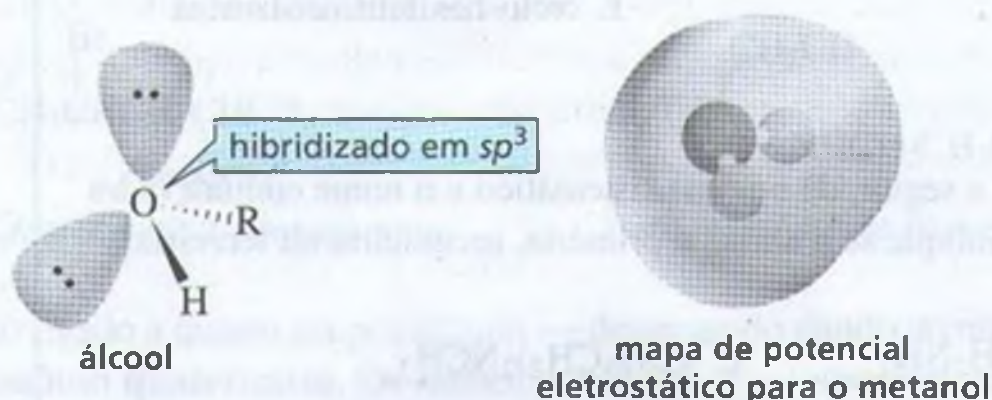 hibridizado em sp³
O
R
H
álcool
mapa de potencial
eletrostático para o metanol